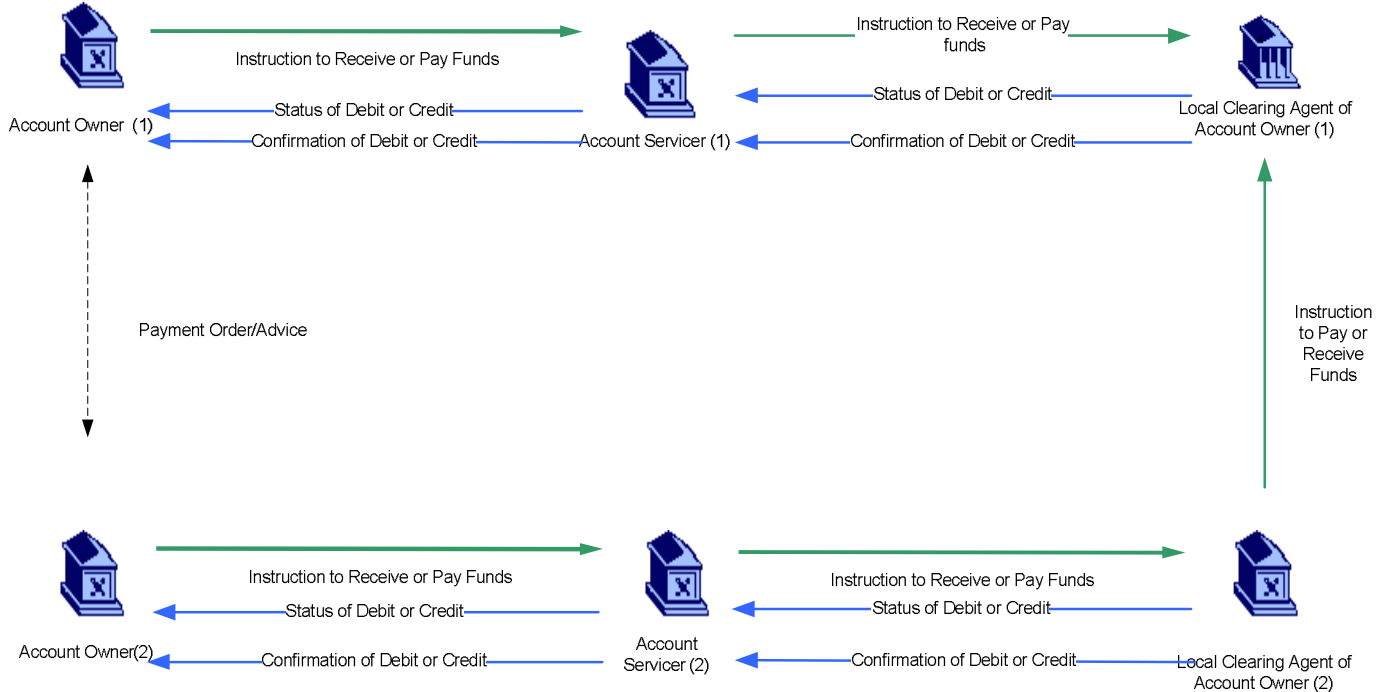 Instruction to Receive or Pay
funds
Instruction to Receive or Pay Funds
Status of Debit or Credit
Status of Debit or Credit
Account Owner (1)
Confirmation of Debit or Credit
Account Servicer (1)
Confirmation of Debit or Credit
Local Clearing Agent of
Account Owner (1)
Payment Order/Advice
Instruction
to Pay or
Receive
Funds
Instruction to Receive or Pay Funds
Instruction to Receive or Pay Funds
Status of Debit or Credit
Status of Debit or Credit
Account Owner(2)
Confirmation of Debit or Credit
Account
Servicer (2)
Confirmation of Debit or Credit
Local Clearing Agent of
Account Owner (2)